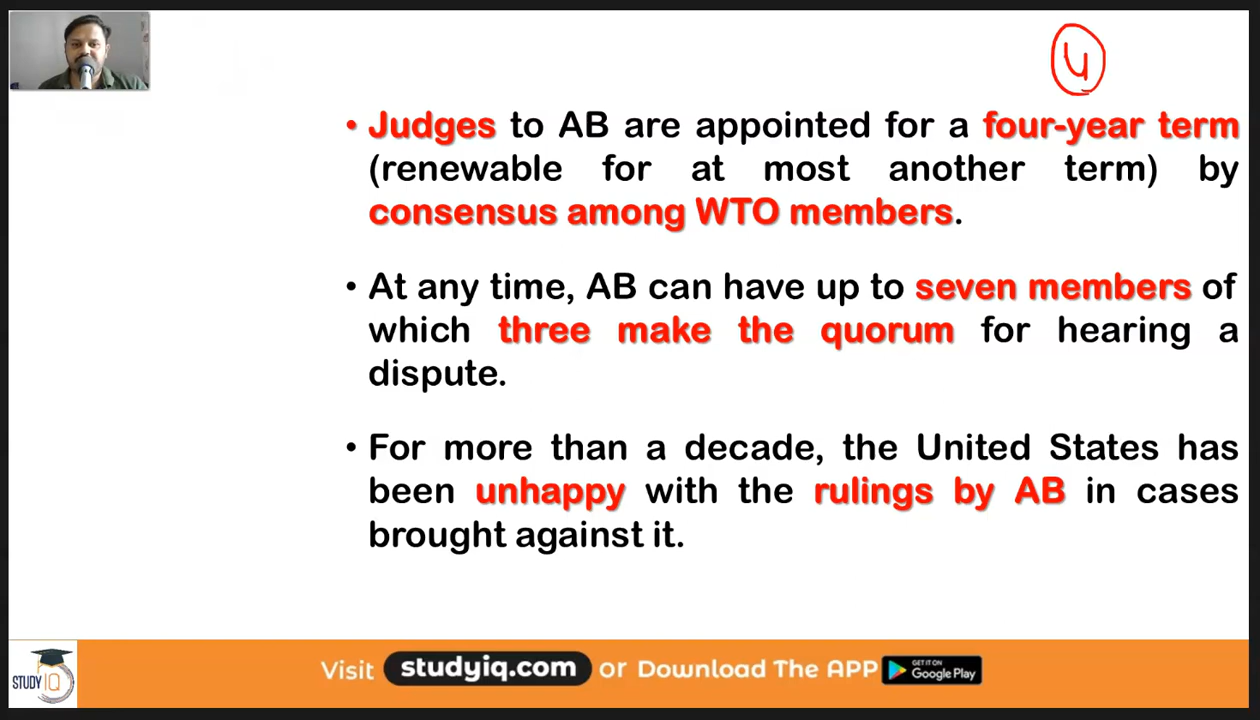 4
• Judges to AB are appointed for a four-year term
(renewable for at most another term) by
consensus among WTO members.
• At any time, AB can have up to seven members of
which three make the quorum for hearing a
dispute.
• For more than a decade, the United States has
been unhappy with the rulings by AB in cases
brought against it.
STUDY IQ
Visit studyiq.com or Download The APP GET IT ON Google Play